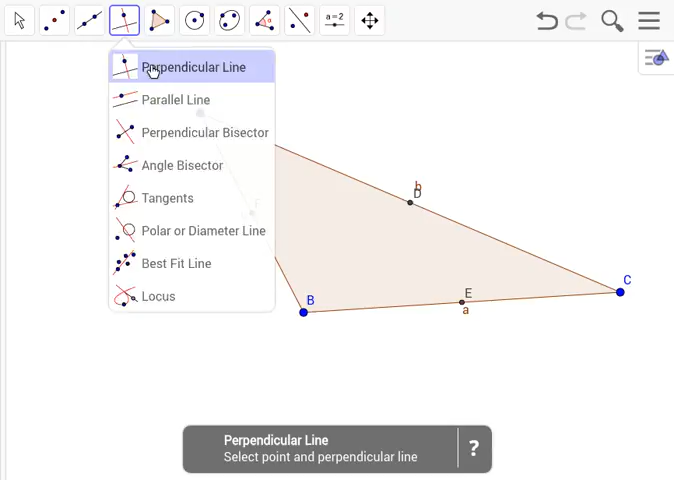 a=2
Perpendicular Line
Parallel Line
Perpendicular Bisector
Angle Bisector
Tangents
Polar or Diameter Line
Best Fit Line
Locus
b
D
F
C
E
B
a
Perpendicular Line
Select point and perpendicular line
?